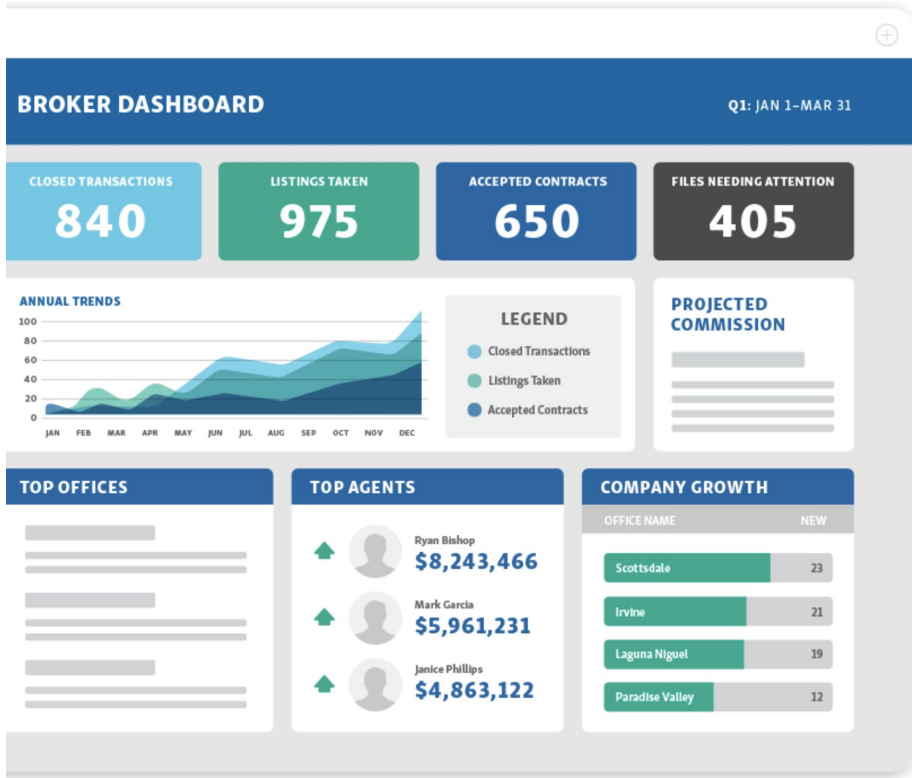 BROKER DASHBOARD
Q1: JAN 1–MAR 31
CLOSED TRANSACTIONS
840
LISTINGS TAKEN
975
ACCEPTED CONTRACTS
650
FILES NEEDING ATTENTION
405
ANNUAL TRENDS
100
80
60
40
20
0
JAN FEB MAR APR MAY JUN JUL AUG SEP OCT NOV DEC
LEGEND
Closed Transactions
Listings Taken
Accepted Contracts
PROJECTED
COMMISSION
TOP OFFICES
TOP AGENTS
Ryan Bishop
$8,243,466
Mark Garcia
$5,961,231
Janice Phillips
$4,863,122
COMPANY GROWTH
OFFICE NAME NEW
Scottsdale 23
Irvine 21
Laguna Niguel 19
Paradise Valley 12